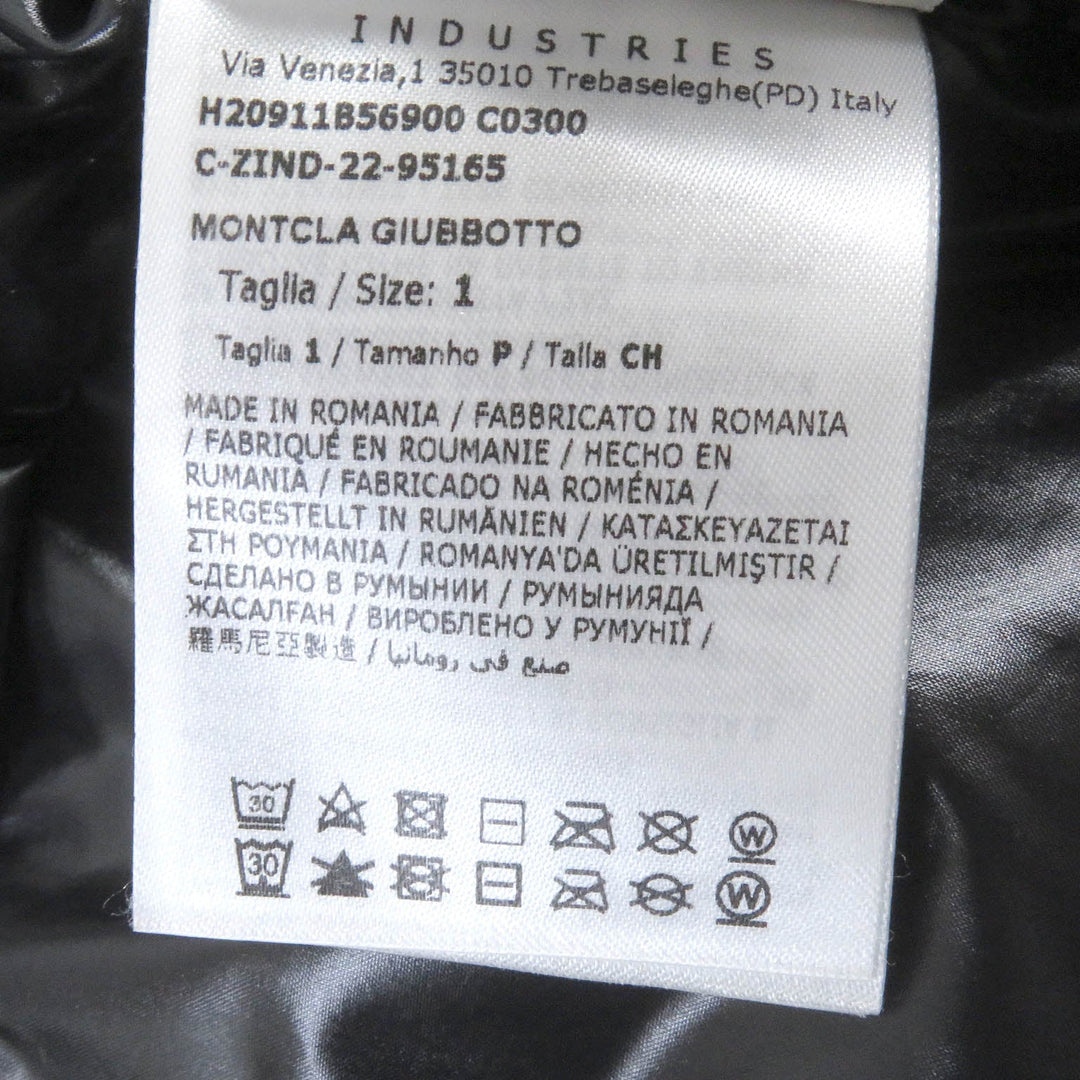 INDUSTRIES
Via Venezia,1 35010 Trebaseleghe(PD) Italy
H20911B56900 C0300
C-ZIND-22-95165
MONTCLA GIUBBOTTO
Taglia / Size: 1
Taglia 1 / Tamanho P / Talla CH
MADE IN ROMANIA / FABBRICATO IN ROMANIA
/ FABRIQUÉ EN ROUMANIE / HECHO EN
RUMANIA / FABRICADO NA ROMÉNIA /
HERGESTELLT IN RUMÄNIEN / ΚΑΤΑΣΚΕΥΑΖΕΤΑΙ
ΣΤΗ ΡΟΥΜΑΝΙΑ / ROMANYA'DA ÜRETILMIŞTIR /
СДЕЛАНО В РУМЫНИИ / РУМЫНИЯДА
ЖАСАЛҒАН / ВИРОБЛЕНО У РУМУНІЇ /
羅馬尼亞製造 / صنع في رومانيا
30 W
30 W